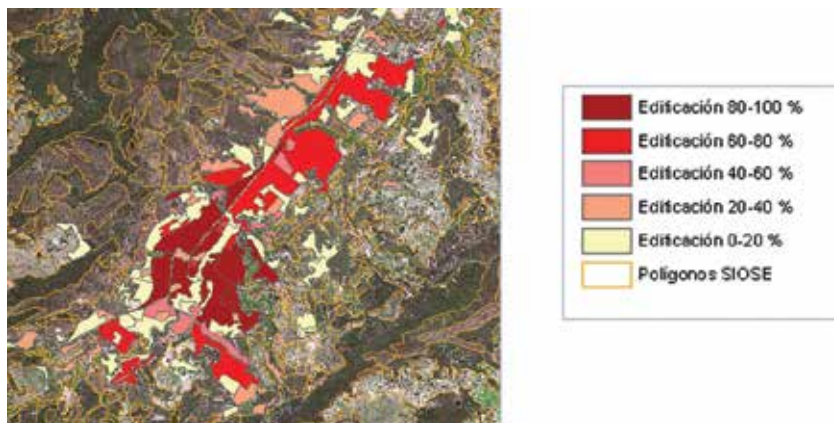 Edificación 80-100 %
Edificación 60-80 %
Edificación 40-60 %
Edificación 20-40 %
Edificación 0-20 %
Polígonos SIOSE